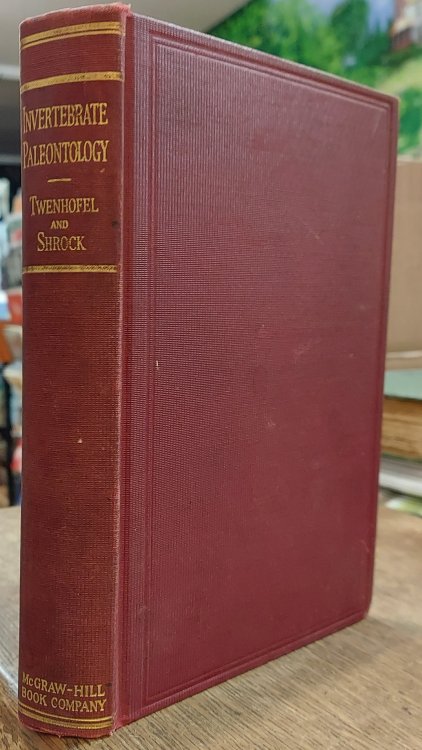 INVERTEBRATE
PALEONTOLOGY
TWENHOFEL
AND
SHROCK
McGRAW-HILL
BOOK COMPANY